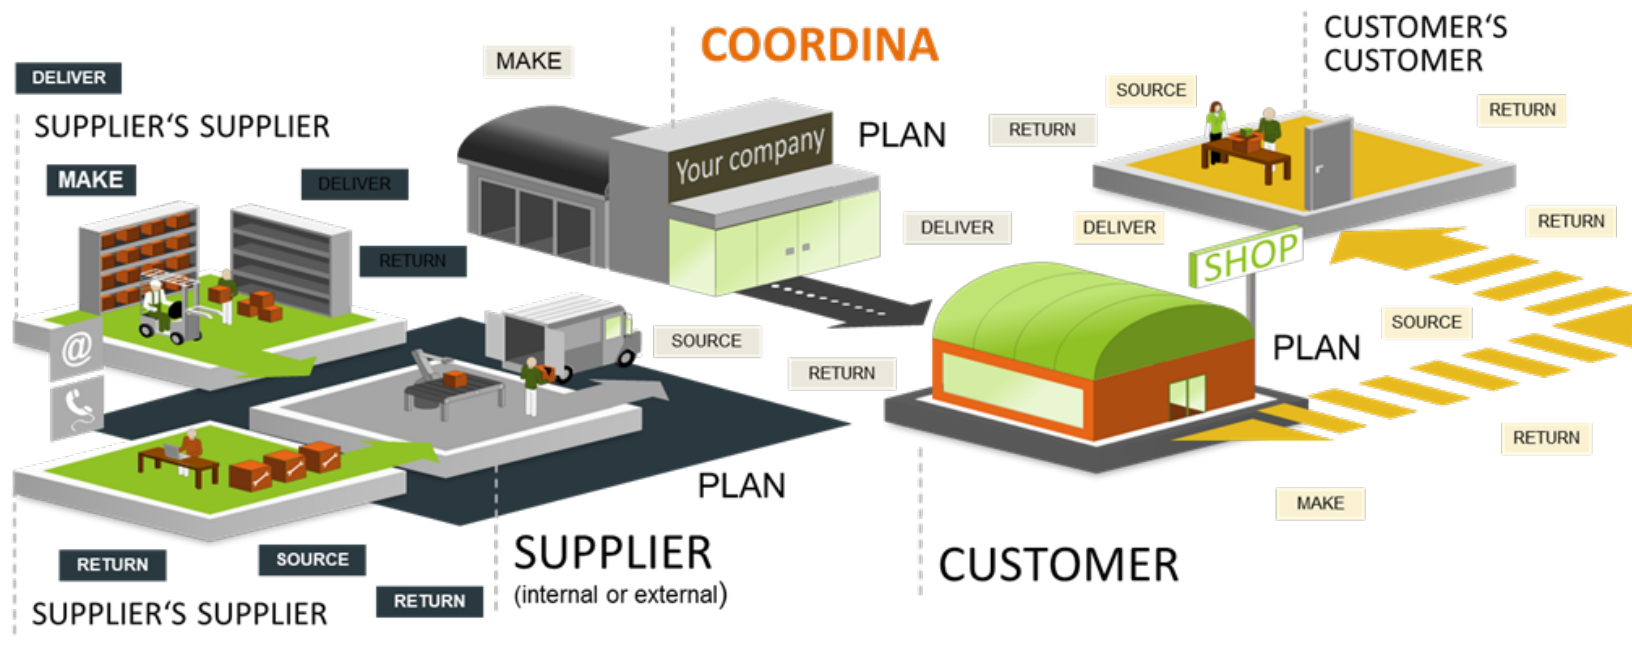 DELIVER
SUPPLIER‘S SUPPLIER
MAKE
DELIVER
RETURN
@
RETURN
SOURCE
RETURN
SUPPLIER‘S SUPPLIER
MAKE
COORDINA
Your company
PLAN
SOURCE
PLAN
SUPPLIER
(internal or external)
RETURN
DELIVER
RETURN
CUSTOMER
DELIVER
SHOP
PLAN
MAKE
CUSTOMER‘S
CUSTOMER
SOURCE
RETURN
RETURN
SOURCE
RETURN